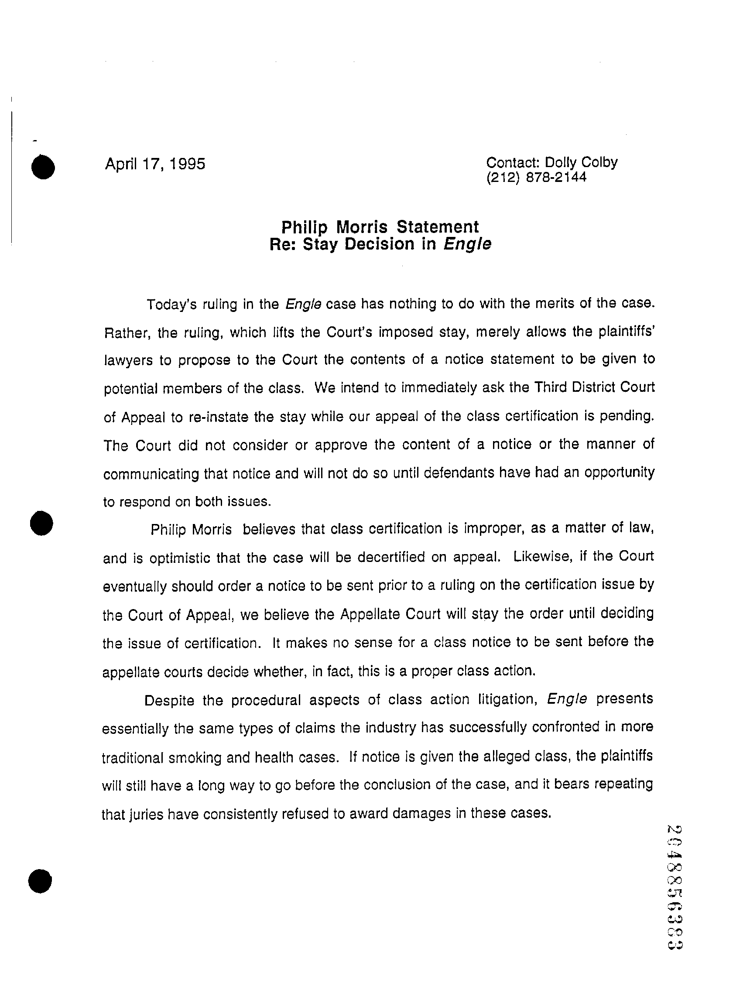 April 17, 1995
Contact: Dolly Colby
(212) 878-2144
Philip Morris Statement
Re: Stay Decision in Engle
Today's ruling in the Engle case has nothing to do with the merits of the case.
Rather, the ruling, which lifts the Court's imposed stay, merely allows the plaintiffs'
lawyers to propose to the Court the contents of a notice statement to be given to
potential members of the class. We intend to immediately ask the Third District Court
of Appeal to re-instate the stay while our appeal of the class certification is pending.
The Court did not consider or approve the content of a notice or the manner of
communicating that notice and will not do so until defendants have had an opportunity
to respond on both issues.
Philip Morris believes that class certification is improper, as a matter of law,
and is optimistic that the case will be decertified on appeal. Likewise, if the Court
eventually should order a notice to be sent prior to a ruling on the certification issue by
the Court of Appeal, we believe the Appellate Court will stay the order until deciding
the issue of certification. It makes no sense for a class notice to be sent before the
appellate courts decide whether, in fact, this is a proper class action.
Despite the procedural aspects of class action litigation, Engle presents
essentially the same types of claims the industry has successfully confronted in more
traditional smoking and health cases. If notice is given the alleged class, the plaintiffs
will still have a long way to go before the conclusion of the case, and it bears repeating
that juries have consistently refused to award damages in these cases.
2048856383